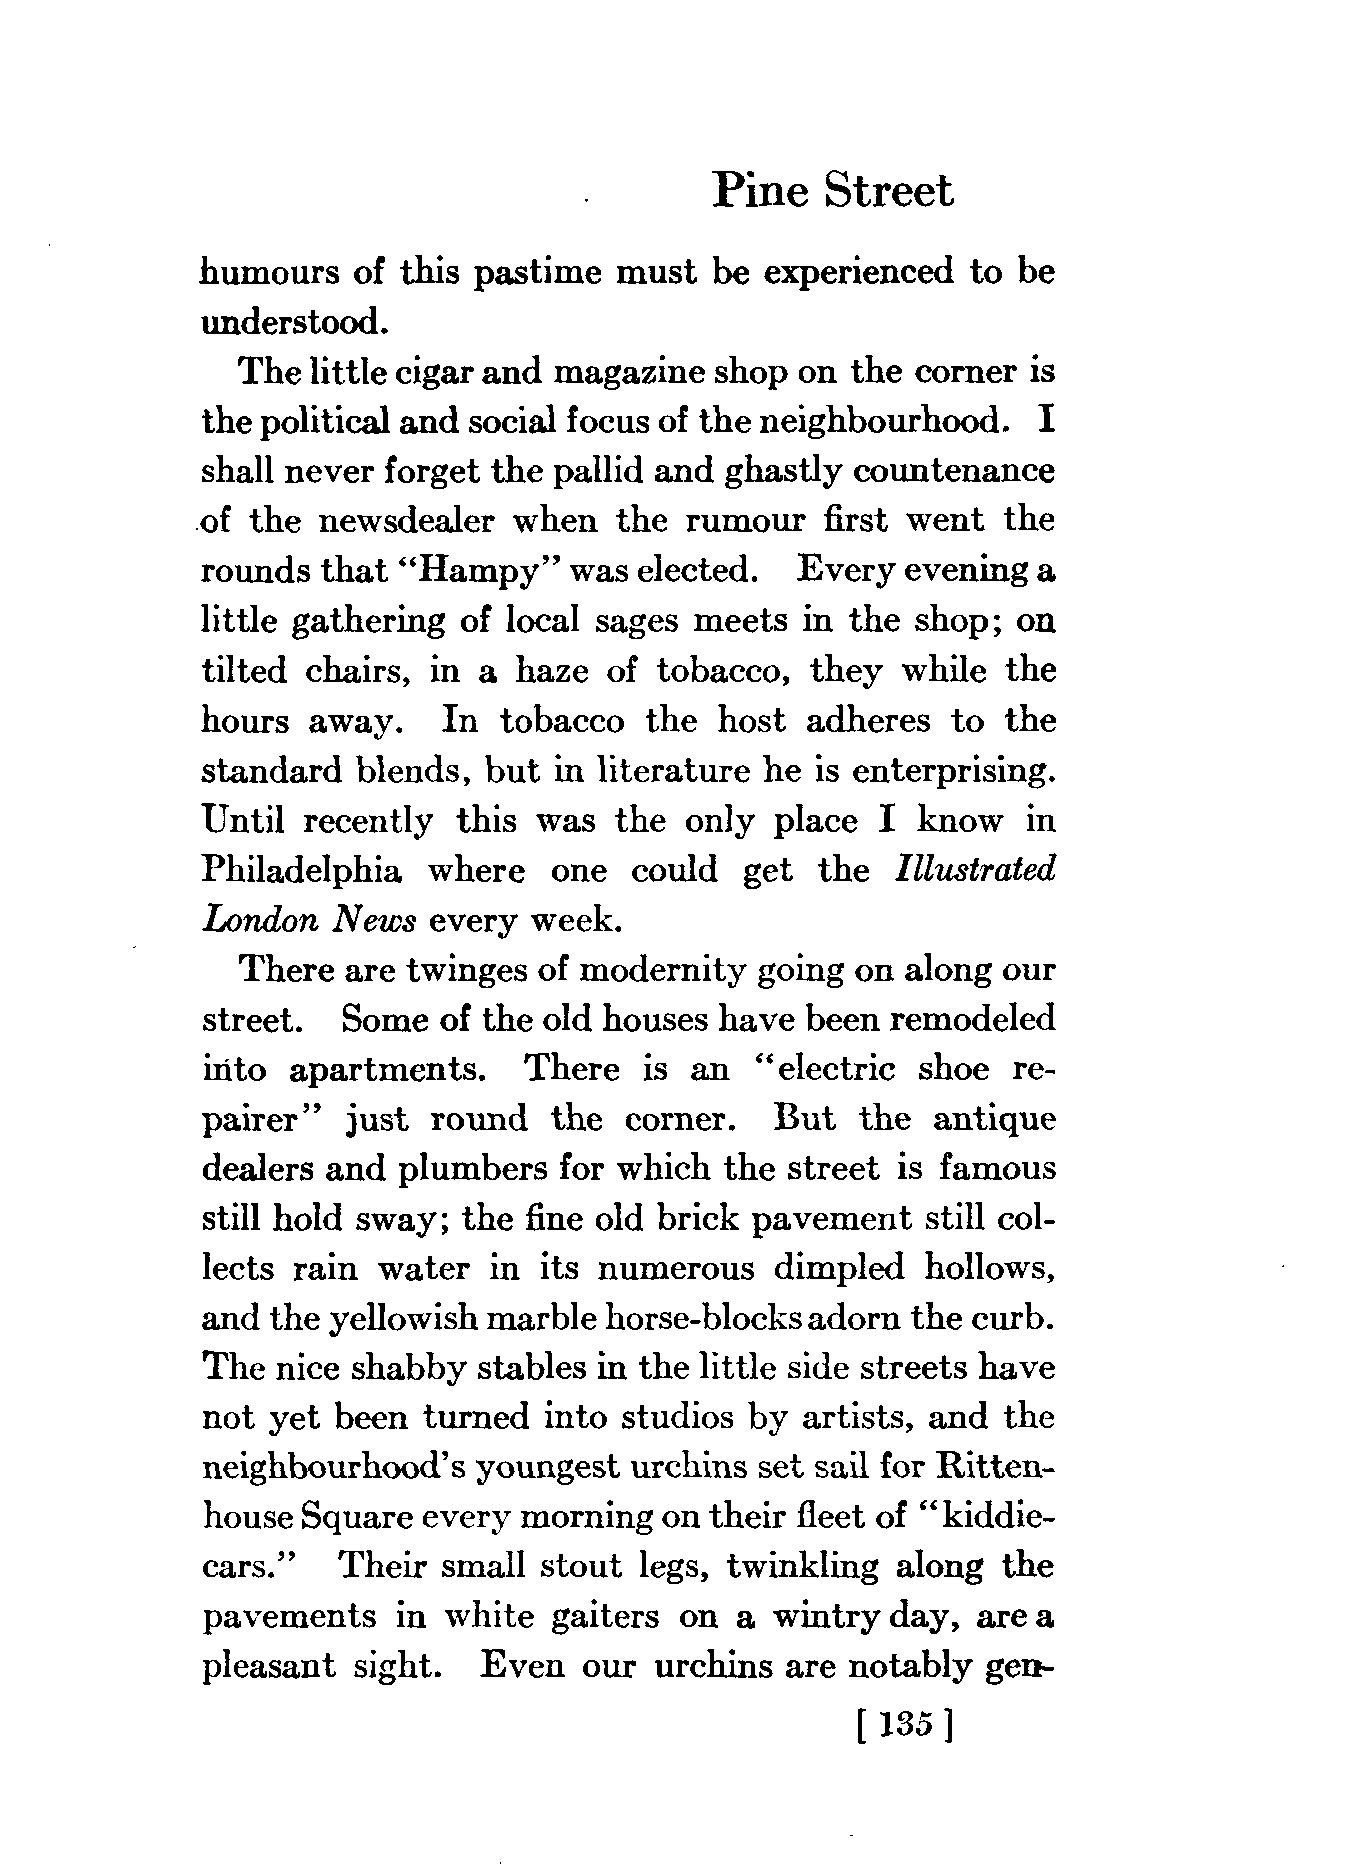 Pine Street
humours of this pastime must be experienced to be
understood.
The little cigar and magazine shop on the corner is
the political and social focus of the neighbourhood. I
shall never forget the pallid and ghastly countenance
of the newsdealer when the rumour first went the
rounds that “Hampy” was elected. Every evening a
little gathering of local sages meets in the shop; on
tilted chairs, in a haze of tobacco, they while the
hours away. In tobacco the host adheres to the
standard blends, but in literature he is enterprising.
Until recently this was the only place I know in
Philadelphia where one could get the Illustrated
London News every week.
There are twinges of modernity going on along our
street. Some of the old houses have been remodeled
into apartments. There is an “electric shoe re-
pairer” just round the corner. But the antique
dealers and plumbers for which the street is famous
still hold sway; the fine old brick pavement still col-
lects rain water in its numerous dimpled hollows,
and the yellowish marble horse-blocks adorn the curb.
The nice shabby stables in the little side streets have
not yet been turned into studios by artists, and the
neighbourhood’s youngest urchins set sail for Ritten-
house Square every morning on their fleet of “kiddie-
cars.” Their small stout legs, twinkling along the
pavements in white gaiters on a wintry day, are a
pleasant sight. Even our urchins are notably gen-
[ 135 ]